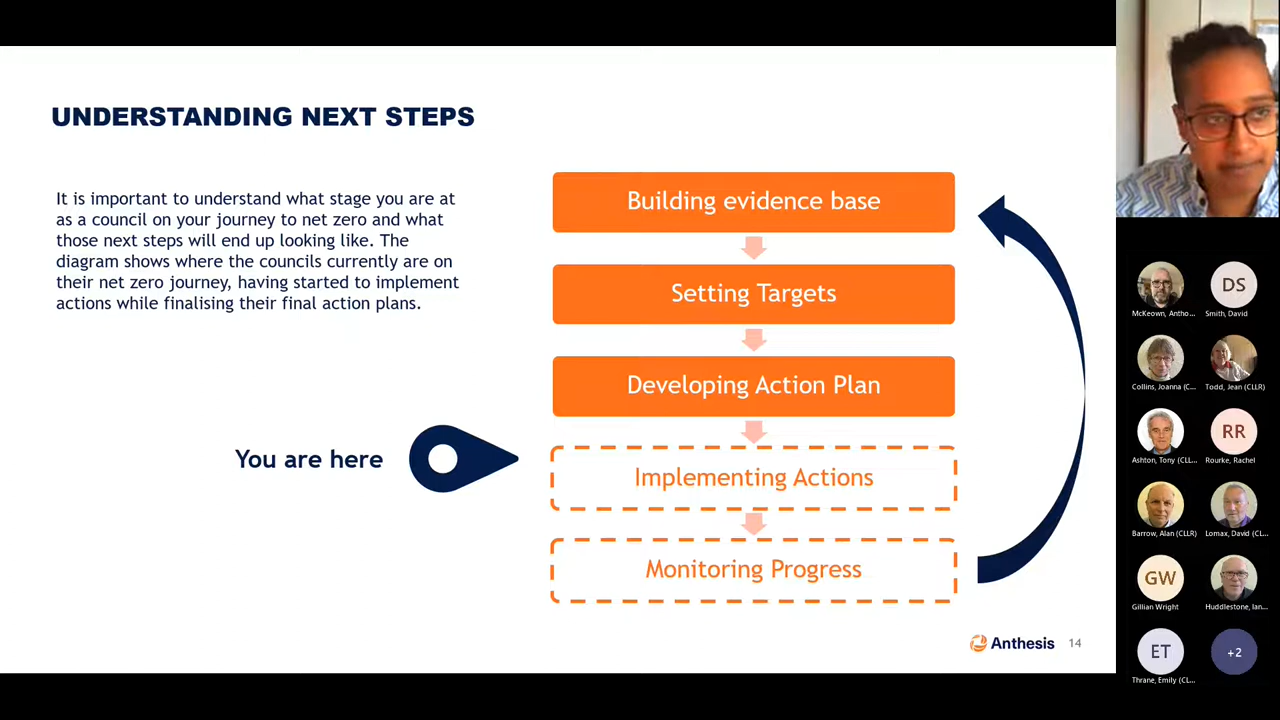 UNDERSTANDING NEXT STEPS
It is important to understand what stage you are at
as a council on your journey to net zero and what
those next steps will end up looking like. The
diagram shows where the councils currently are on
their net zero journey, having started to implement
actions while finalising their final action plans.
You are here
Building evidence base
Setting Targets
Developing Action Plan
Implementing Actions
Monitoring Progress
Anthesis 14
DS
McKeown, Antho... Smith, David
Collins, Joanna (C... Todd, Jean (CLLR)
RR
Ashton, Tony (CLL... Rourke, Rachel
Barrow, Alan (CLLR) Lomax, David (CL...
GW
Gillian Wright Huddlestone, Ian...
ET +2
Thrane, Emily (CL...